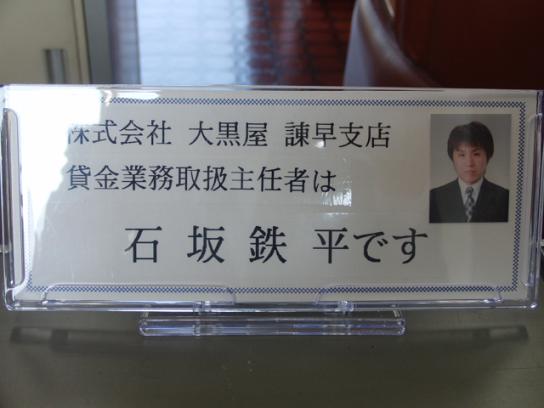 株式会社 大黒屋 諫早支店
貸金業務取扱主任者は
石坂鉄平です